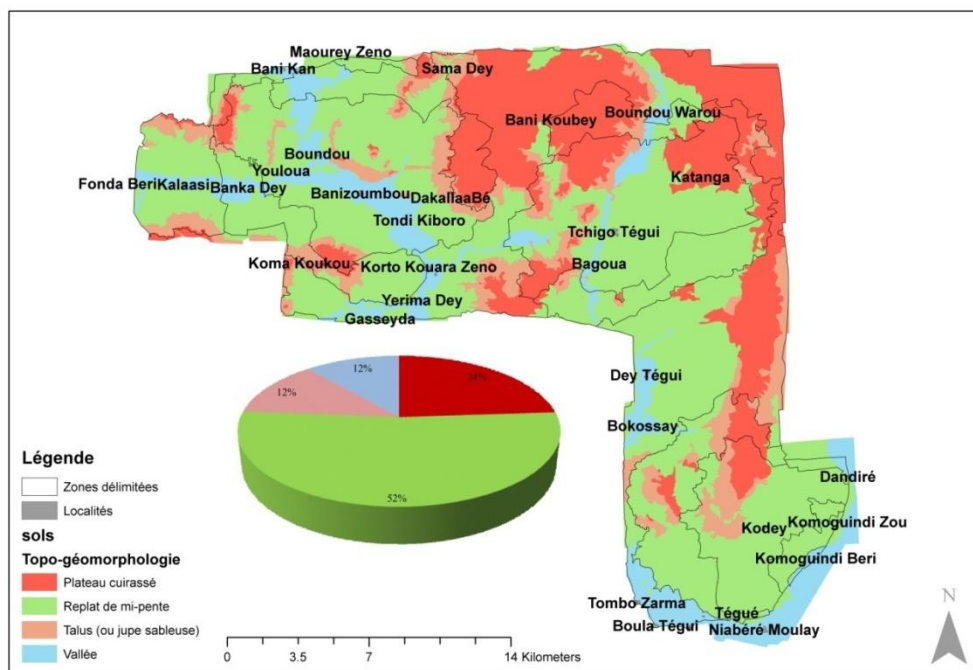 Maourey Zeno
Bani Kan
Sama Dey
Bani Koubey
Boundou Warou
Boundou
Youloua
Katanga
Fonda Beri
Kalaasi
Banka Dey
Banizoumbou
DakallaaBé
Tondi Kiboro
Tchigo Tégui
Koma Koukou
Korto Kouara Zeno
Bagoua
Yerima Dey
Gasseyda
Dey Tégui
Bokossay
12%
12%
24%
52%
Dandiré
Kodey
Komoguindi Zou
Komoguindi Beri
Tombo Zarma
Tégué
Boula Tégui
Niabéré Moulay
Légende
Zones délimitées
Localités
sols
Topo-géomorphologie
Plateau cuirassé
Replat de mi-pente
Talus (ou jupe sableuse)
Vallée
0 3.5 7 14 Kilometers
N